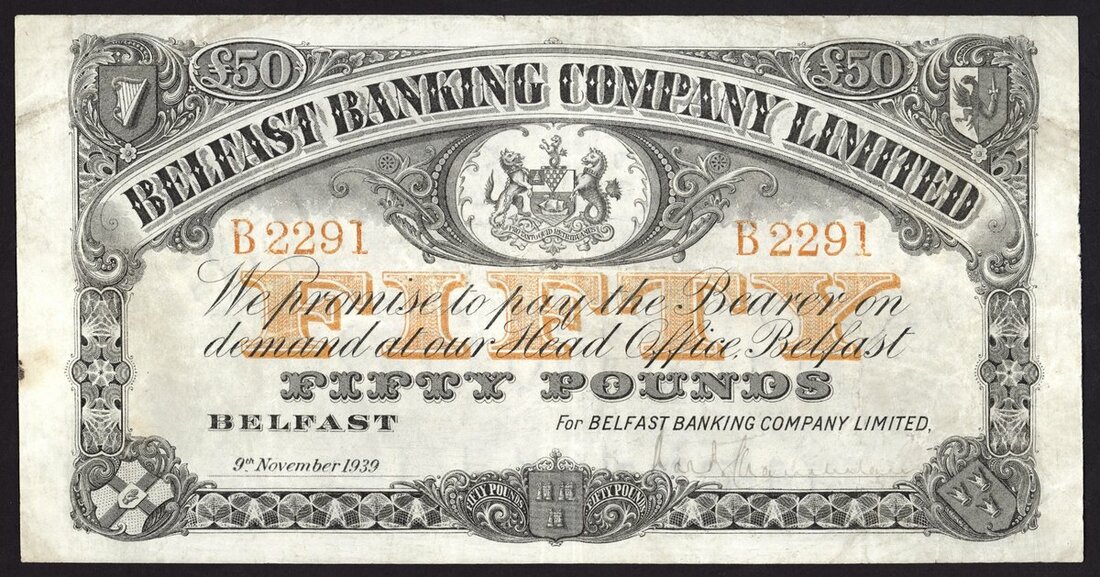 £50 £50
BELFAST BANKING COMPANY LIMITED
B 2291 B 2291
FIFTY
We promise to pay the Bearer on
demand at our Head Office, Belfast
FIFTY POUNDS
BELFAST For BELFAST BANKING COMPANY LIMITED,
9th November 1939
FIFTY POUNDS FIFTY POUNDS